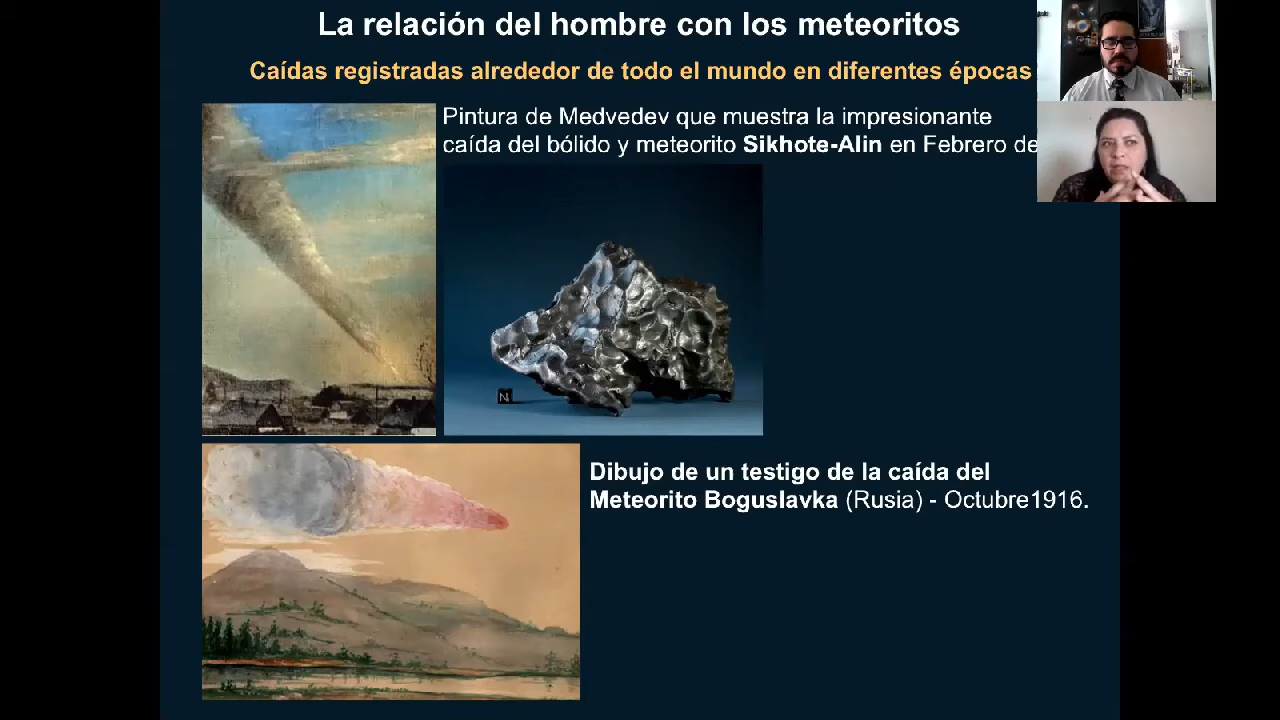 La relación del hombre con los meteoritos
Caídas registradas alrededor de todo el mundo en diferentes épocas
Pintura de Medvedev que muestra la impresionante
caída del bólido y meteorito Sikhote-Alin en Febrero de
N
Dibujo de un testigo de la caída del
Meteorito Boguslavka (Rusia) - Octubre1916.